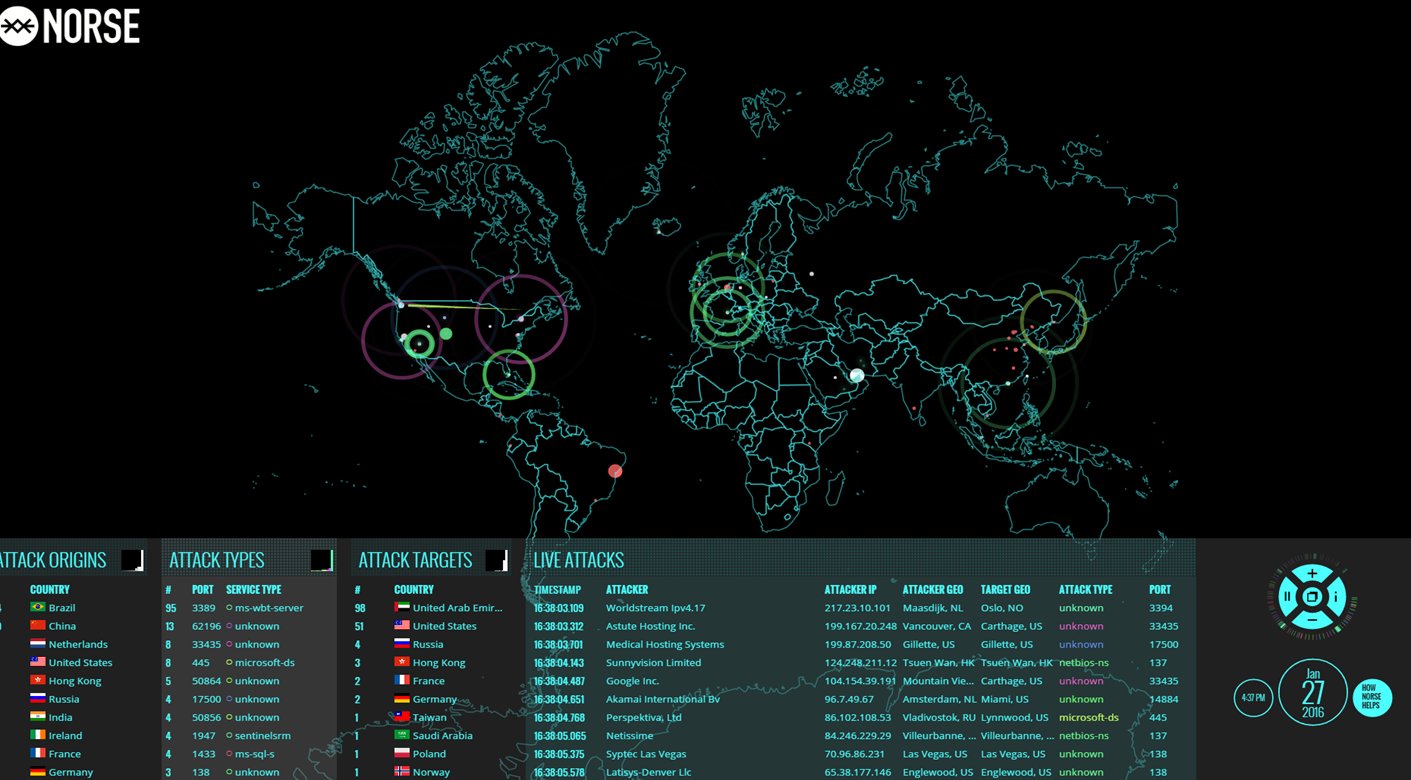 NORSE
ATTACK ORIGINS
COUNTRY
Brazil
China
Netherlands
United States
Hong Kong
Russia
India
Ireland
France
Germany
ATTACK TYPES
# PORT SERVICE TYPE
95 3389 ms-wbt-server
13 62196 unknown
8 33435 unknown
8 445 microsoft-ds
5 50864 unknown
4 17500 unknown
4 50856 unknown
4 1947 sentinelsrm
4 1433 ms-sql-s
3 138 unknown
ATTACK TARGETS
# COUNTRY
98 United Arab Emir...
51 United States
4 Russia
3 Hong Kong
2 France
2 Germany
1 Taiwan
1 Saudi Arabia
1 Poland
1 Norway
LIVE ATTACKS
TIMESTAMP ATTACKER ATTACKER IP ATTACKER GEO TARGET GEO ATTACK TYPE PORT
16:38:03.109 Worldstream Ipv4.17 217.23.10.101 Maasdijk, NL Oslo, NO unknown 3394
16:38:03.312 Astute Hosting Inc. 199.167.20.248 Vancouver, CA Carthage, US unknown 33435
16:38:03.701 Medical Hosting Systems 199.87.208.50 Gillette, US Gillette, US unknown 17500
16:38:04.143 Sunnyvision Limited 124.248.211.12 Tsuen Wan, HK Tsuen Wan, HK netbios-ns 137
16:38:04.487 Google Inc. 104.154.39.191 Mountain Vie... Carthage, US unknown 33435
16:38:04.651 Akamai International Bv 96.7.49.67 Amsterdam, NL Miami, US unknown 14884
16:38:04.768 Perspektiva, Ltd 86.102.108.53 Vladivostok, RU Lynnwood, US microsoft-ds 445
16:38:05.065 Netissime 84.246.229.29 Villeurbanne, ... Villeurbanne, ... netbios-ns 137
16:38:05.375 Syptec Las Vegas 70.96.86.231 Las Vegas, US Las Vegas, US unknown 138
16:38:05.578 Latisys-Denver Llc 65.38.177.146 Englewood, US Englewood, US unknown 138
4:37 PM
Jan
27
2016
HOW
NORSE
HELPS